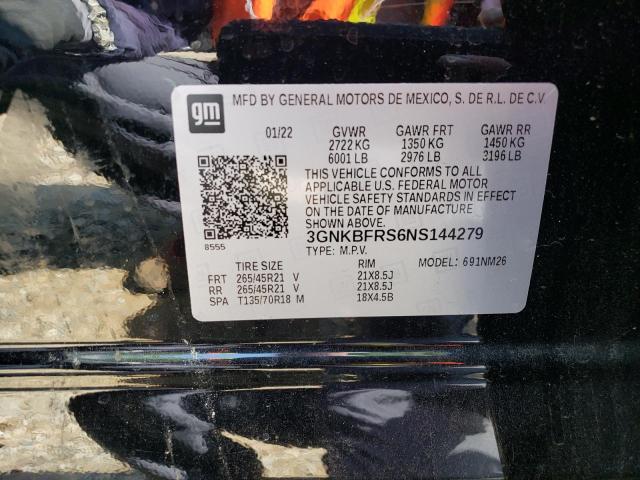 gm
MFD BY GENERAL MOTORS DE MEXICO, S. DE R.L. DE C.V.
01/22 GVWR GAWR FRT GAWR RR
2722 KG 1350 KG 1450 KG
6001 LB 2976 LB 3196 LB
THIS VEHICLE CONFORMS TO ALL
APPLICABLE U.S. FEDERAL MOTOR
VEHICLE SAFETY STANDARDS IN EFFECT
ON THE DATE OF MANUFACTURE
SHOWN ABOVE.
8555
3GNKBFRS6NS144279
TYPE: M.P.V. MODEL: 691NM26
TIRE SIZE RIM
FRT 265/45R21 V 21X8.5J
RR 265/45R21 V 21X8.5J
SPA T135/70R18 M 18X4.5B